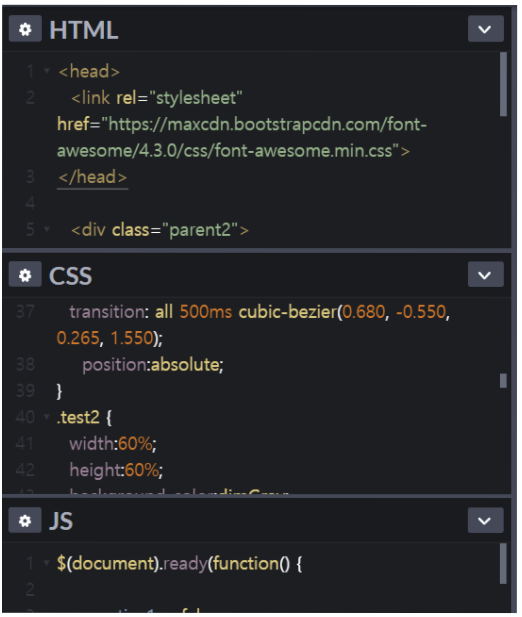 HTML
1 <head>
2 <link rel="stylesheet"
href="https://maxcdn.bootstrapcdn.com/font-
awesome/4.3.0/css/font-awesome.min.css">
3 </head>
4
5 <div class="parent2">
CSS
37 transition: all 500ms cubic-bezier(0.680, -0.550,
0.265, 1.550);
38 position:absolute;
39 }
40 .test2 {
41 width:60%;
42 height:60%;
JS
1 $(document).ready(function() {
2